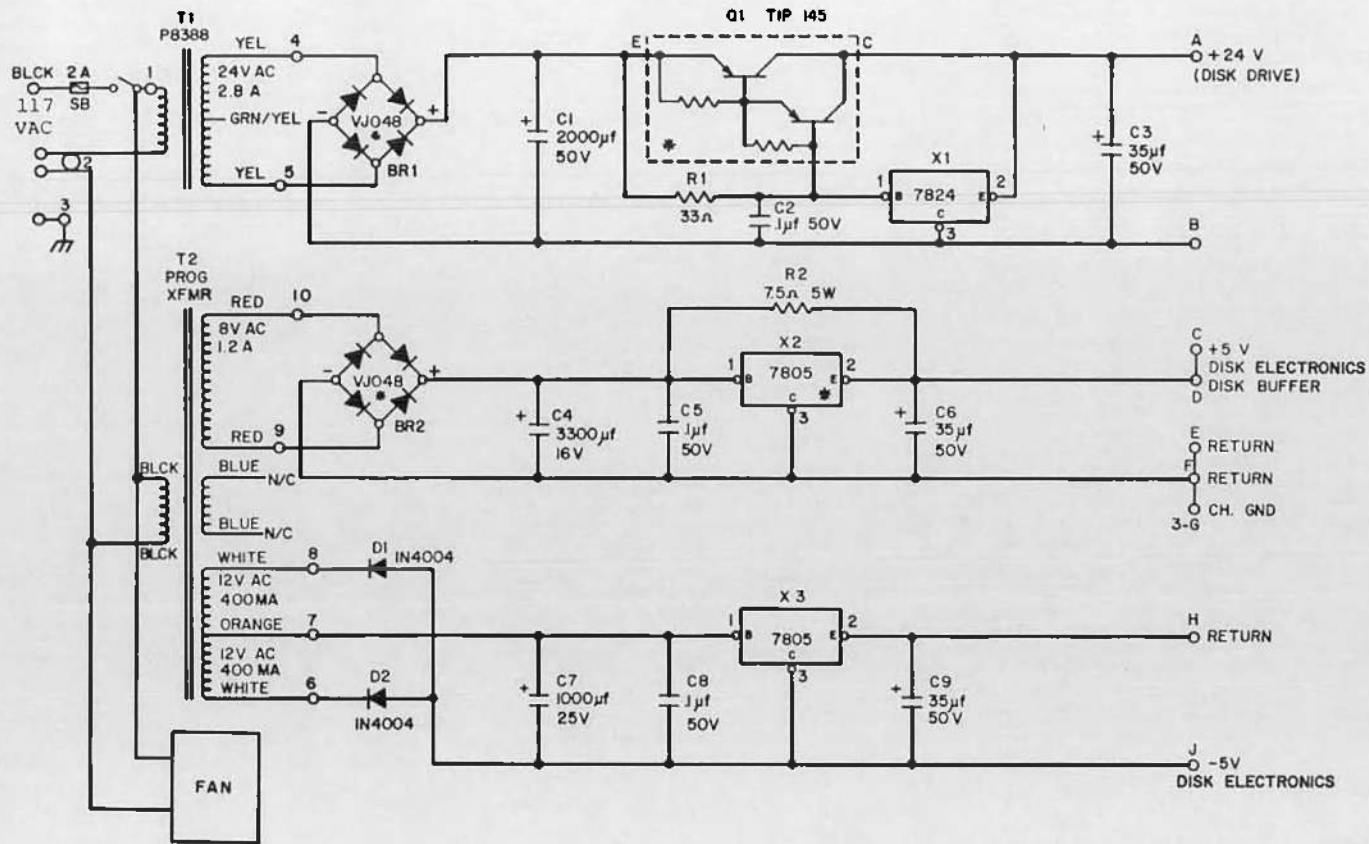 T1
P8388
BLCK 2A
SB
117
VAC
1
2
3
YEL 4
24V AC
2.8 A
GRN/YEL
YEL 5
-
+
VJ048
*
BR1
+
C1
2000µf
50V
Q1 TIP 145
E
C
*
R1
33Ω
C2
.1µf 50V
X1
1
B
7824
E
2
C
3
+
C3
35µf
50V
A
+24 V
(DISK DRIVE)
B
T2
PROG
XFMR
RED 10
8V AC
1.2 A
RED 9
-
+
VJ048
*
BR2
+
C4
3300µf
16V
C5
.1µf
50V
R2
7.5Ω 5W
X2
1
B
7805
E
2
C
*
3
+
C6
35µf
50V
C
+5 V
DISK ELECTRONICS
DISK BUFFER
D
E
RETURN
F
RETURN
CH. GND
3-G
BLCK
BLCK
BLUE N/C
BLUE N/C
WHITE 8
12V AC
400MA
ORANGE 7
12V AC
400 MA
WHITE 6
D1
IN4004
D2
IN4004
+
C7
1000µf
25V
C8
.1µf
50V
X3
1
B
7805
E
2
C
3
+
C9
35µf
50V
H
RETURN
J
-5V
DISK ELECTRONICS
FAN